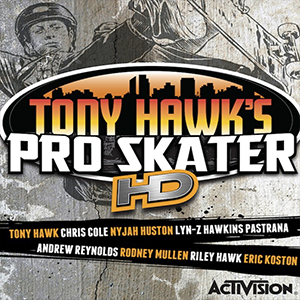 TONY HAWK'S
PRO SKATER
HD
TONY HAWK CHRIS COLE NYJAH HUSTON LYN-Z HAWKINS PASTRANA
ANDREW REYNOLDS RODNEY MULLEN RILEY HAWK ERIC KOSTON
ACTIVISION